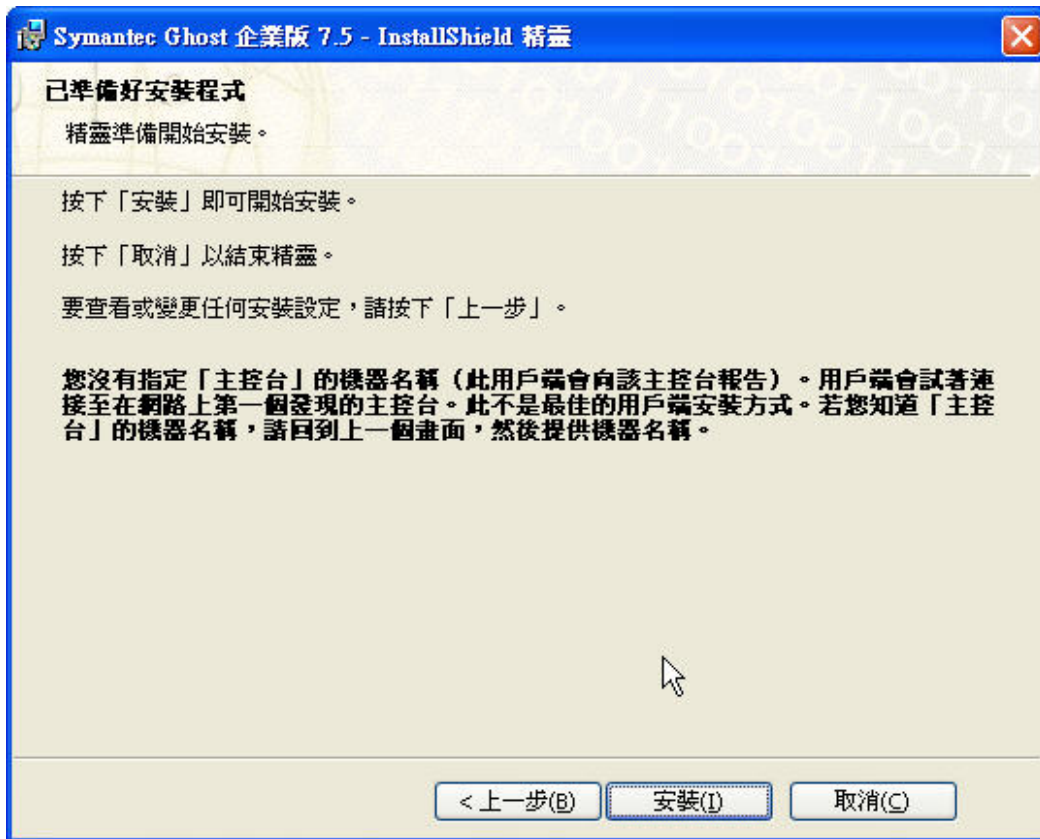 Symantec Ghost 企業版 7.5 - InstallShield 精靈
已準備好安裝程式
精靈準備開始安裝。
按下「安裝」即可開始安裝。
按下「取消」以結束精靈。
要查看或變更任何安裝設定，請按下「上一步」。
您沒有指定「主控台」的機器名稱（此用戶端會向該主控台報告）。用戶端會試著連
接至在網路上第一個發現的主控台。此不是最佳的用戶端安裝方式。若您知道「主控
台」的機器名稱，請回到上一個畫面，然後提供機器名稱。
< 上一步(B) 安裝(I) 取消(C)